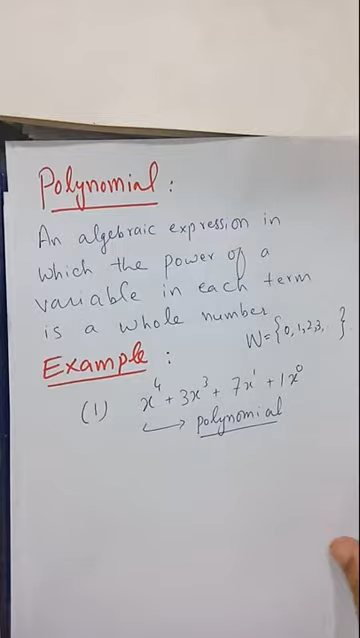 Polynomial :
An algebraic expression in
which the power of a
variable in each term
is a whole number
W = {0, 1, 2, 3,   }
Example :
(1) x⁴ + 3x³ + 7x¹ + 1x⁰
↔ polynomial